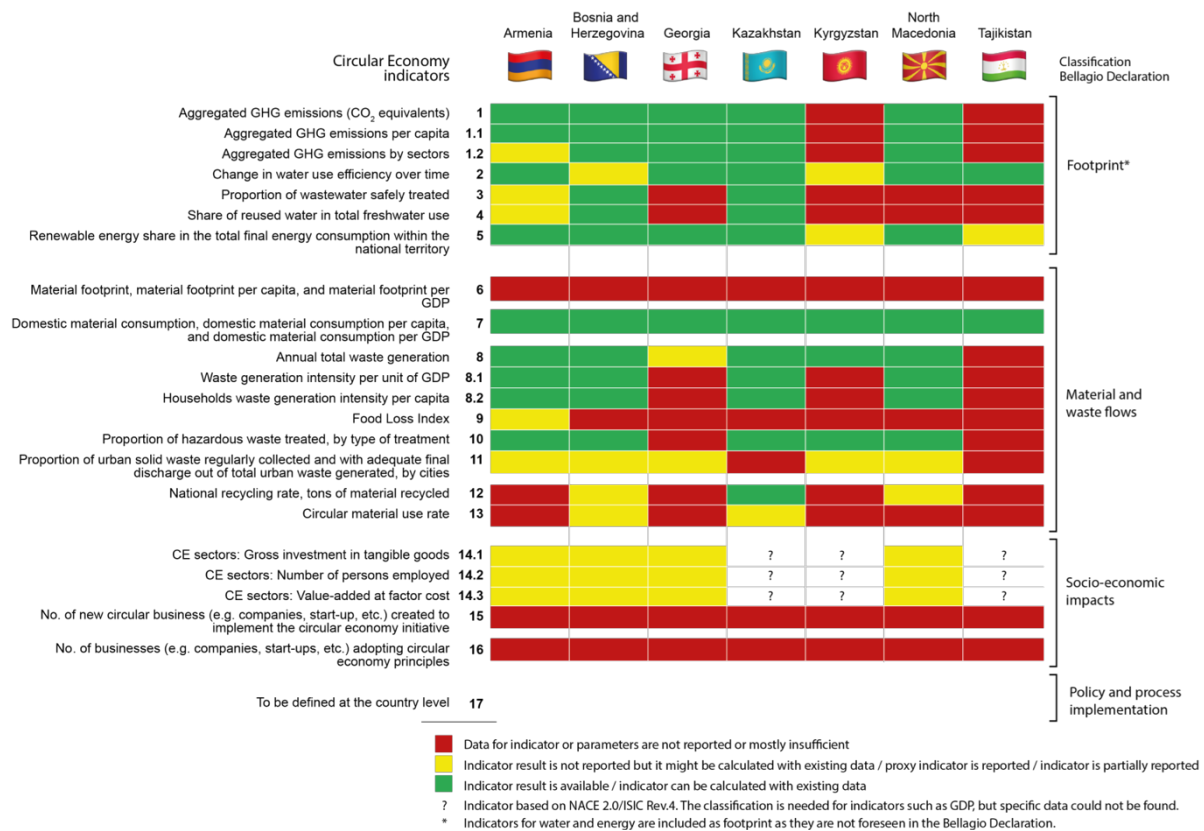 Armenia
Bosnia and
Herzegovina
Georgia
Kazakhstan
Kyrgyzstan
North
Macedonia
Tajikistan
Circular Economy
indicators
Classification
Bellagio Declaration
Aggregated GHG emissions (CO₂ equivalents) 1
Aggregated GHG emissions per capita 1.1
Aggregated GHG emissions by sectors 1.2
Change in water use efficiency over time 2
Proportion of wastewater safely treated 3
Share of reused water in total freshwater use 4
Renewable energy share in the total final energy consumption within the 5
national territory
Footprint*
Material footprint, material footprint per capita, and material footprint per 6
GDP
Domestic material consumption, domestic material consumption per capita, 7
and domestic material consumption per GDP
Annual total waste generation 8
Waste generation intensity per unit of GDP 8.1
Households waste generation intensity per capita 8.2
Food Loss Index 9
Proportion of hazardous waste treated, by type of treatment 10
Proportion of urban solid waste regularly collected and with adequate final 11
discharge out of total urban waste generated, by cities
National recycling rate, tons of material recycled 12
Circular material use rate 13
Material and
waste flows
CE sectors: Gross investment in tangible goods 14.1 ? ? ?
CE sectors: Number of persons employed 14.2 ? ? ?
CE sectors: Value-added at factor cost 14.3 ? ? ?
No. of new circular business (e.g. companies, start-up, etc.) created to 15
implement the circular economy initiative
No. of businesses (e.g. companies, start-ups, etc.) adopting circular 16
economy principles
Socio-economic
impacts
To be defined at the country level 17
Policy and process
implementation
Data for indicator or parameters are not reported or mostly insufficient
Indicator result is not reported but it might be calculated with existing data / proxy indicator is reported / indicator is partially reported
Indicator result is available / indicator can be calculated with existing data
? Indicator based on NACE 2.0/ISIC Rev.4. The classification is needed for indicators such as GDP, but specific data could not be found.
* Indicators for water and energy are included as footprint as they are not foreseen in the Bellagio Declaration.